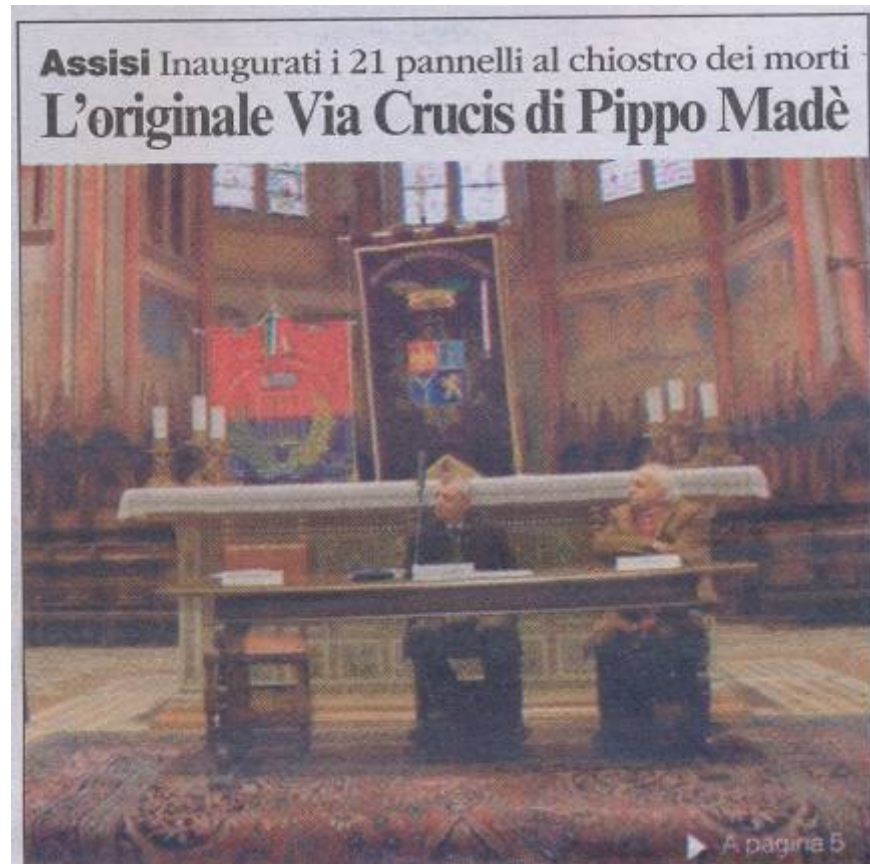 Assisi Inaugurati i 21 pannelli al chiostro dei morti
L'originale Via Crucis di Pippo Madè
A pagina 5